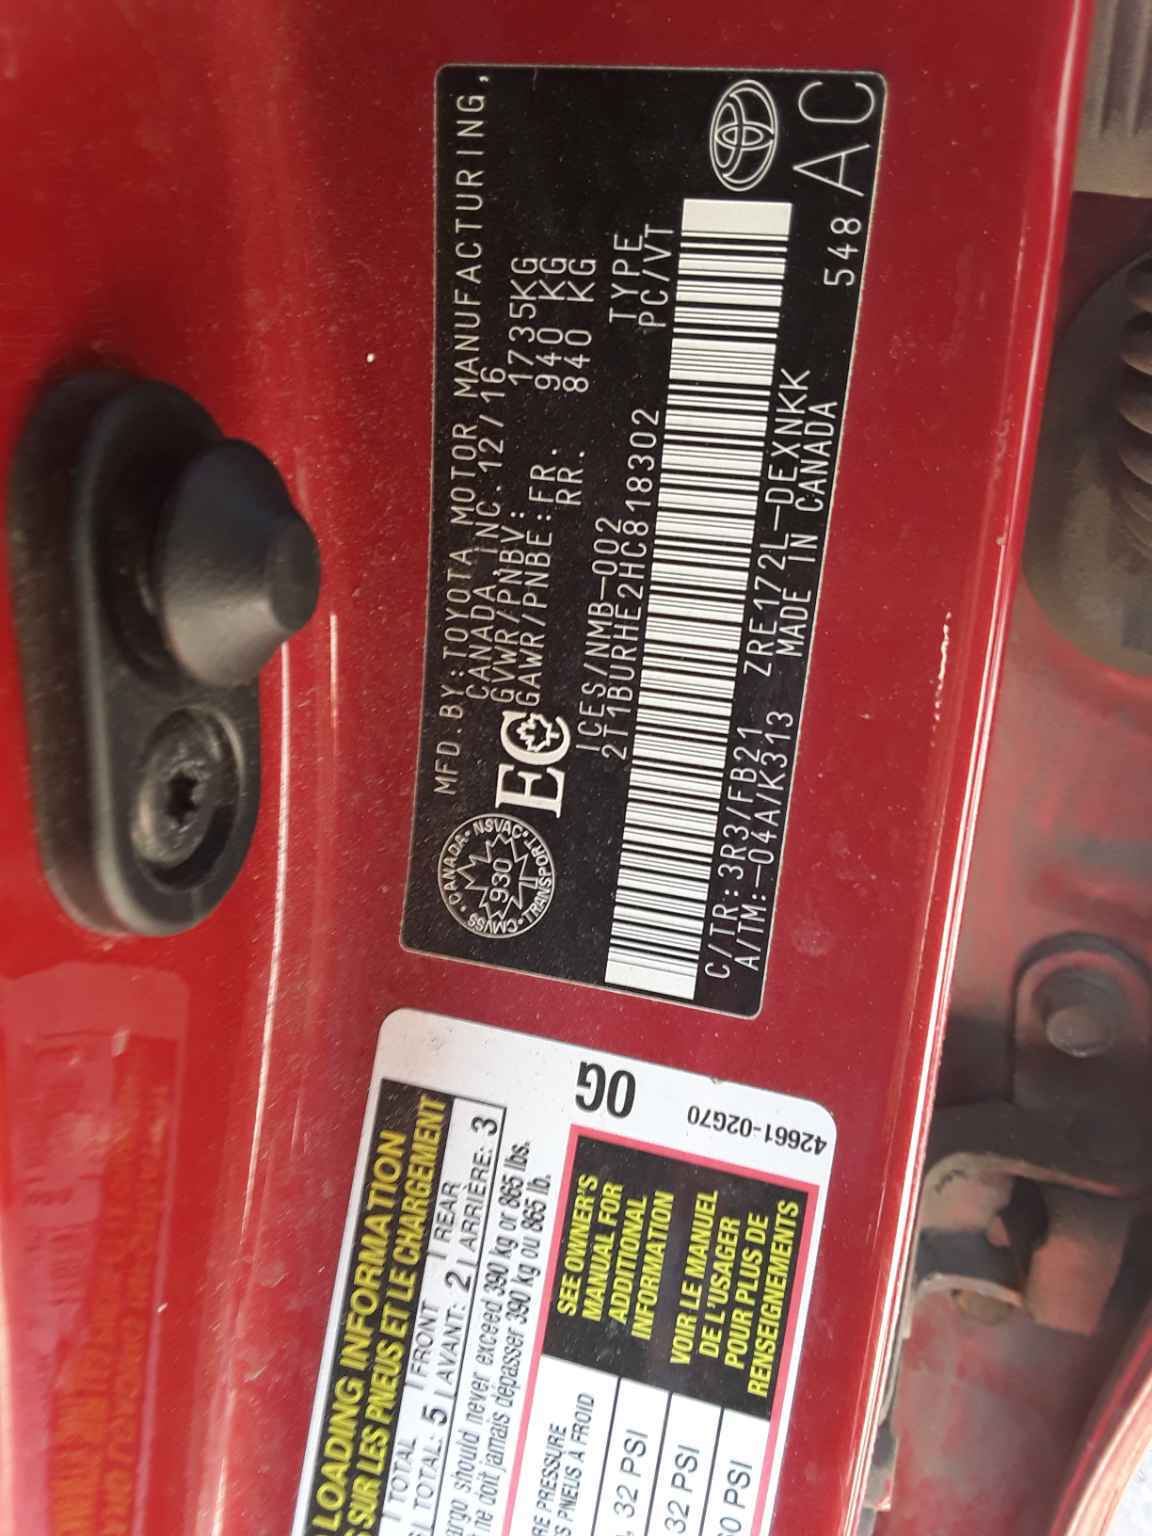 MFD.BY:TOYOTA MOTOR MANUFACTURING,
CANADA INC. 12/16
GVWR/PNBV: 1735KG
GAWR/PNBE:FR. 940 KG
RR. 840 KG
CANADA · NSVAC · TRANSPORT · CMVSS
930
ICES/NMB-002
2T1BURHE2HC818302
TYPE
PC/VT
C/TR:3R3/FB21 ZRE172L-DEXNKK
A/TM:-04A/K313 MADE IN CANADA
548
AC
LOADING INFORMATION
SUR LES PNEUS ET LE CHARGEMENT
TOTAL FRONT REAR
TOTAL: 5 AVANT: 2 ARRIÈRE: 3
should never exceed 390 kg or 865 lbs.
ne doit jamais dépasser 390 kg ou 865 lb.
0G
42661-02G70
SEE OWNER'S
MANUAL FOR
ADDITIONAL
INFORMATION
VOIR LE MANUEL
DE L'USAGER
POUR PLUS DE
RENSEIGNEMENTS
PRESSURE
PNEUS À FROID
32 PSI
32 PSI
PSI